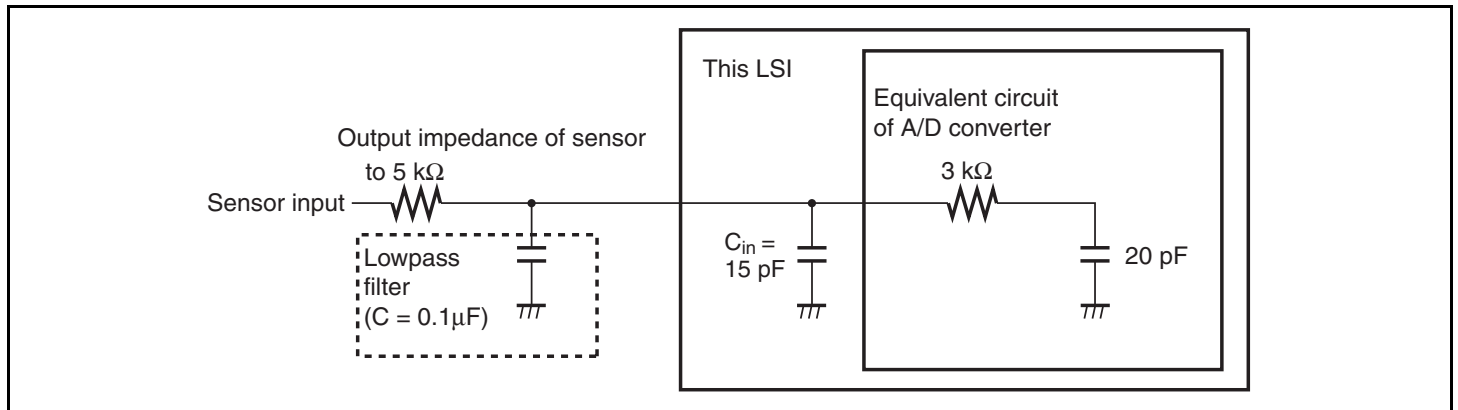 This LSI
Equivalent circuit
of A/D converter
Output impedance of sensor
to 5 kΩ
3 kΩ
Sensor input
Lowpass
filter
(C = 0.1μF)
Cin =
15 pF
20 pF